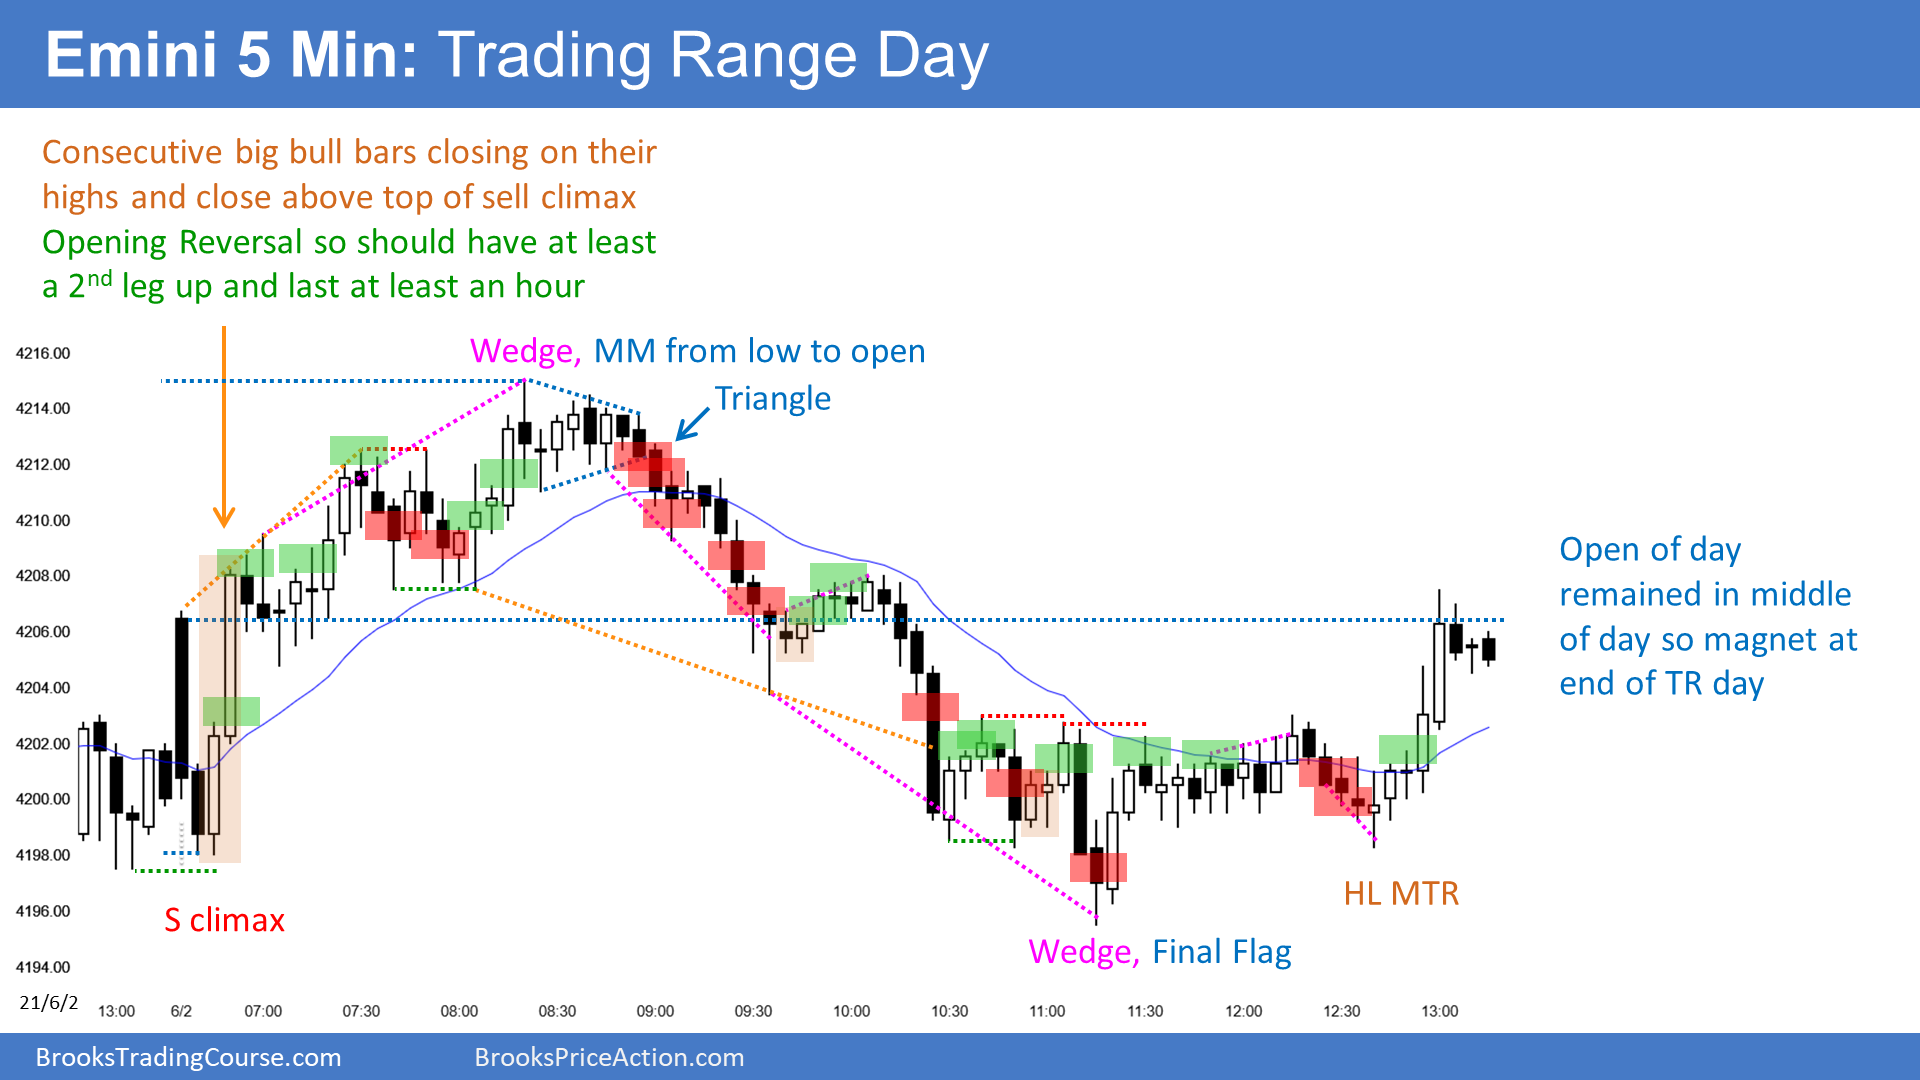 Emini 5 Min: Trading Range Day
Consecutive big bull bars closing on their
highs and close above top of sell climax
Opening Reversal so should have at least
a 2nd leg up and last at least an hour
Wedge, MM from low to open
Triangle
4216.00
4214.00
4212.00
4210.00
4208.00
4206.00
4204.00
4202.00
4200.00
4198.00
4196.00
4194.00
Open of day
remained in middle
of day so magnet at
end of TR day
S climax
HL MTR
Wedge, Final Flag
21/6/2
13:00 6/2 07:00 07:30 08:00 08:30 09:00 09:30 10:00 10:30 11:00 11:30 12:00 12:30 13:00
BrooksTradingCourse.com BrooksPriceAction.com